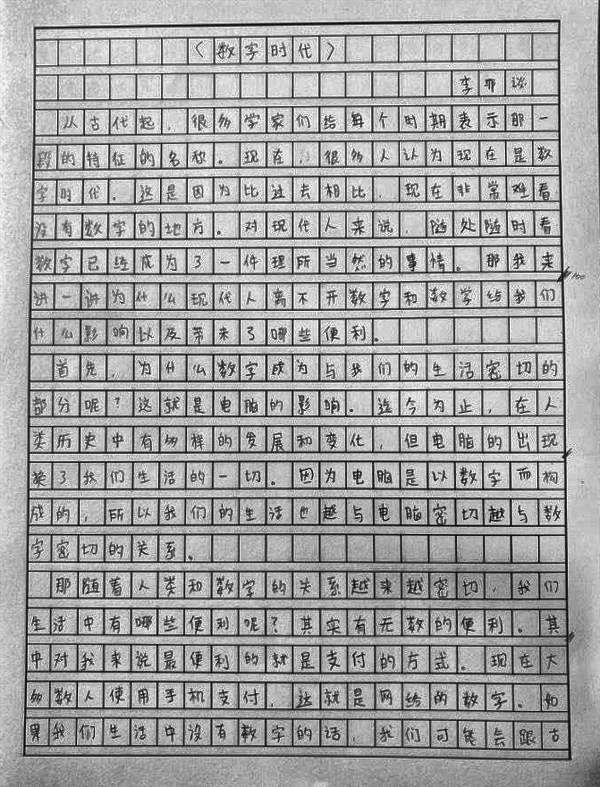 《数字时代》
李邢谈
从古代起，很多学家们给每个时期表示那一
段的特征的名称。现在很多人认为现在是数
字时代。这是因为比过去相比，现在非常难看
没有数字的地方。对现代人来说，随处随时看
数字已经成为了一件理所当然的事情。那我来
讲一讲为什么现代人离不开数字和数学给我们
什么影响以及带来了哪些便利。
首先，为什么数字成为与我们的生活密切的
部分呢？这就是电脑的影响。迄今为止，在人
类历史中有多样的发展和变化，但电脑的出现
换了我们生活的一切。因为电脑是以数字而构
成的，所以我们的生活也越与电脑密切越与数
字密切的关系。
那随着人类和数字的关系越来越密切，我们
生活中有哪些便利呢？其实有无数的便利。其
中对我来说最便利的就是支付的方式。现在大
多数人使用手机支付，这就是网络的数字。如
果我们生活中没有数字的话，我们可能会跟古
100